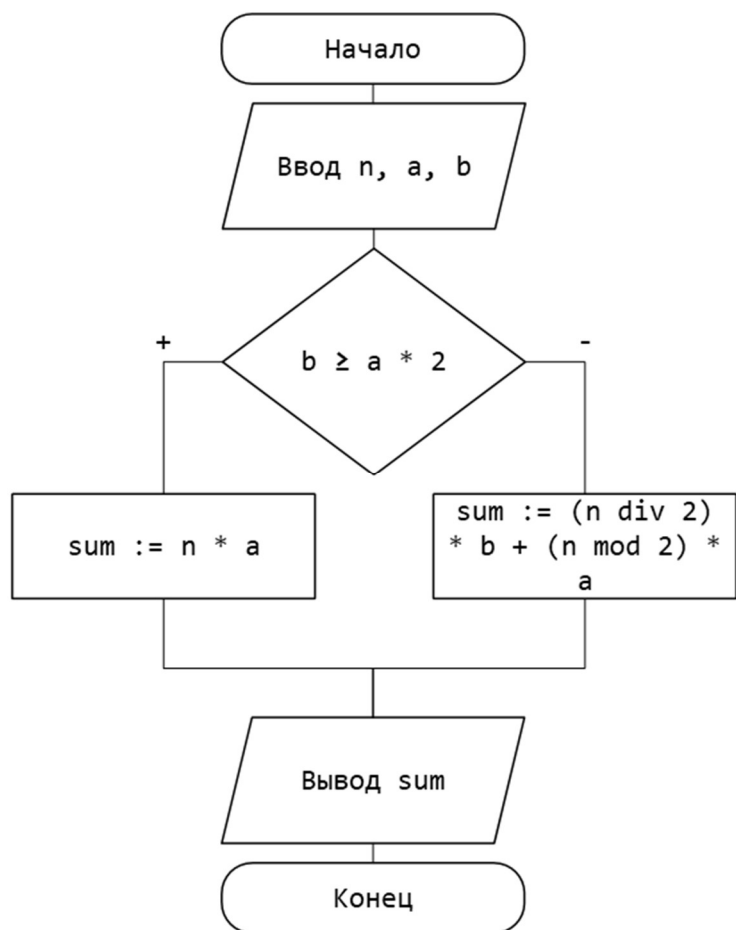 Начало
Ввод n, a, b
+
-
b ≥ a * 2
sum := n * a
sum := (n div 2)
* b + (n mod 2) *
a
Вывод sum
Конец